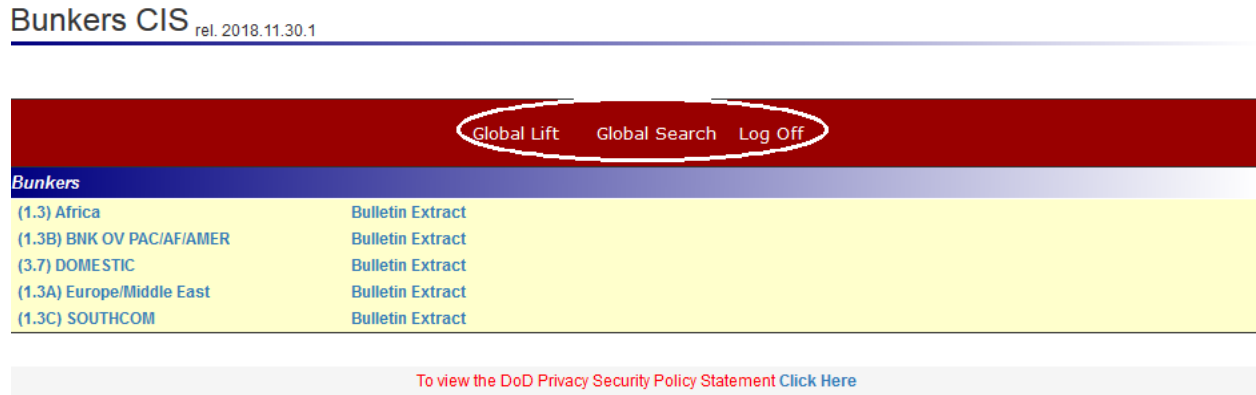 Bunkers CIS rel. 2018.11.30.1
Global Lift Global Search Log Off
Bunkers
(1.3) Africa Bulletin Extract
(1.3B) BNK OV PAC/AF/AMER Bulletin Extract
(3.7) DOMESTIC Bulletin Extract
(1.3A) Europe/Middle East Bulletin Extract
(1.3C) SOUTHCOM Bulletin Extract
To view the DoD Privacy Security Policy Statement Click Here